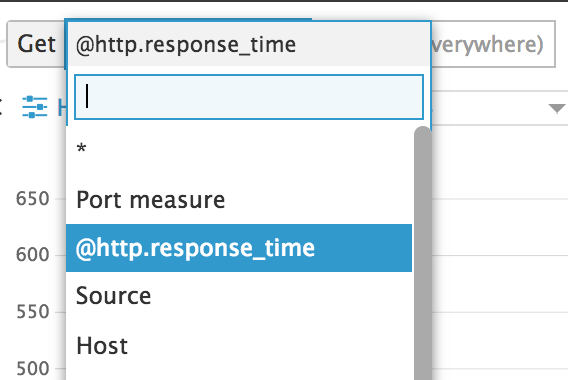 Get
@http.response_time
verywhere)
*
Port measure
@http.response_time
Source
Host
650
600
550
500